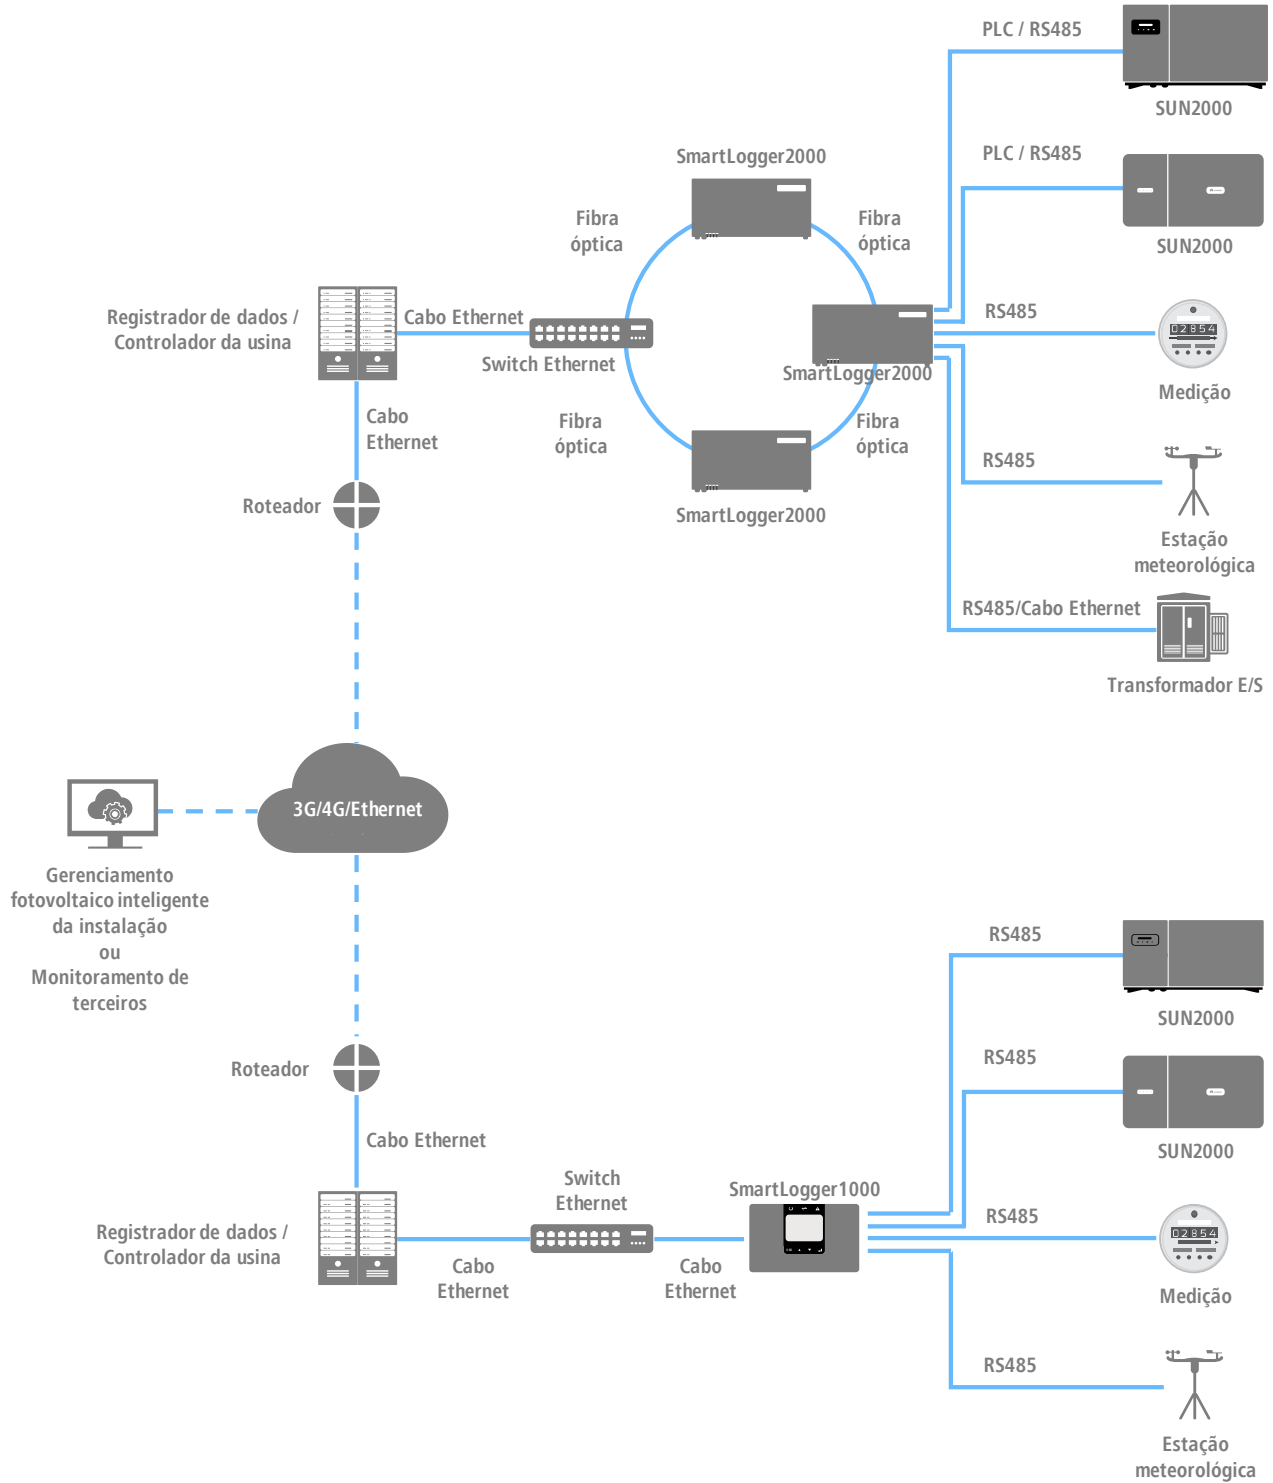 PLC / RS485
SUN2000
SmartLogger2000
PLC / RS485
Fibra
óptica
Fibra
óptica
SUN2000
Registrador de dados /
Controlador da usina
Cabo Ethernet
Switch Ethernet
SmartLogger2000
RS485
02854
Medição
Cabo
Ethernet
Fibra
óptica
Fibra
óptica
RS485
Roteador
SmartLogger2000
Estação
meteorológica
RS485/Cabo Ethernet
Transformador E/S
3G/4G/Ethernet
Gerenciamento
fotovoltaico inteligente
da instalação
ou
Monitoramento de
terceiros
RS485
SUN2000
Roteador
RS485
SUN2000
Cabo Ethernet
Switch
Ethernet
SmartLogger1000
Registrador de dados /
Controlador da usina
Cabo
Ethernet
Cabo
Ethernet
RS485
02854
Medição
RS485
Estação
meteorológica